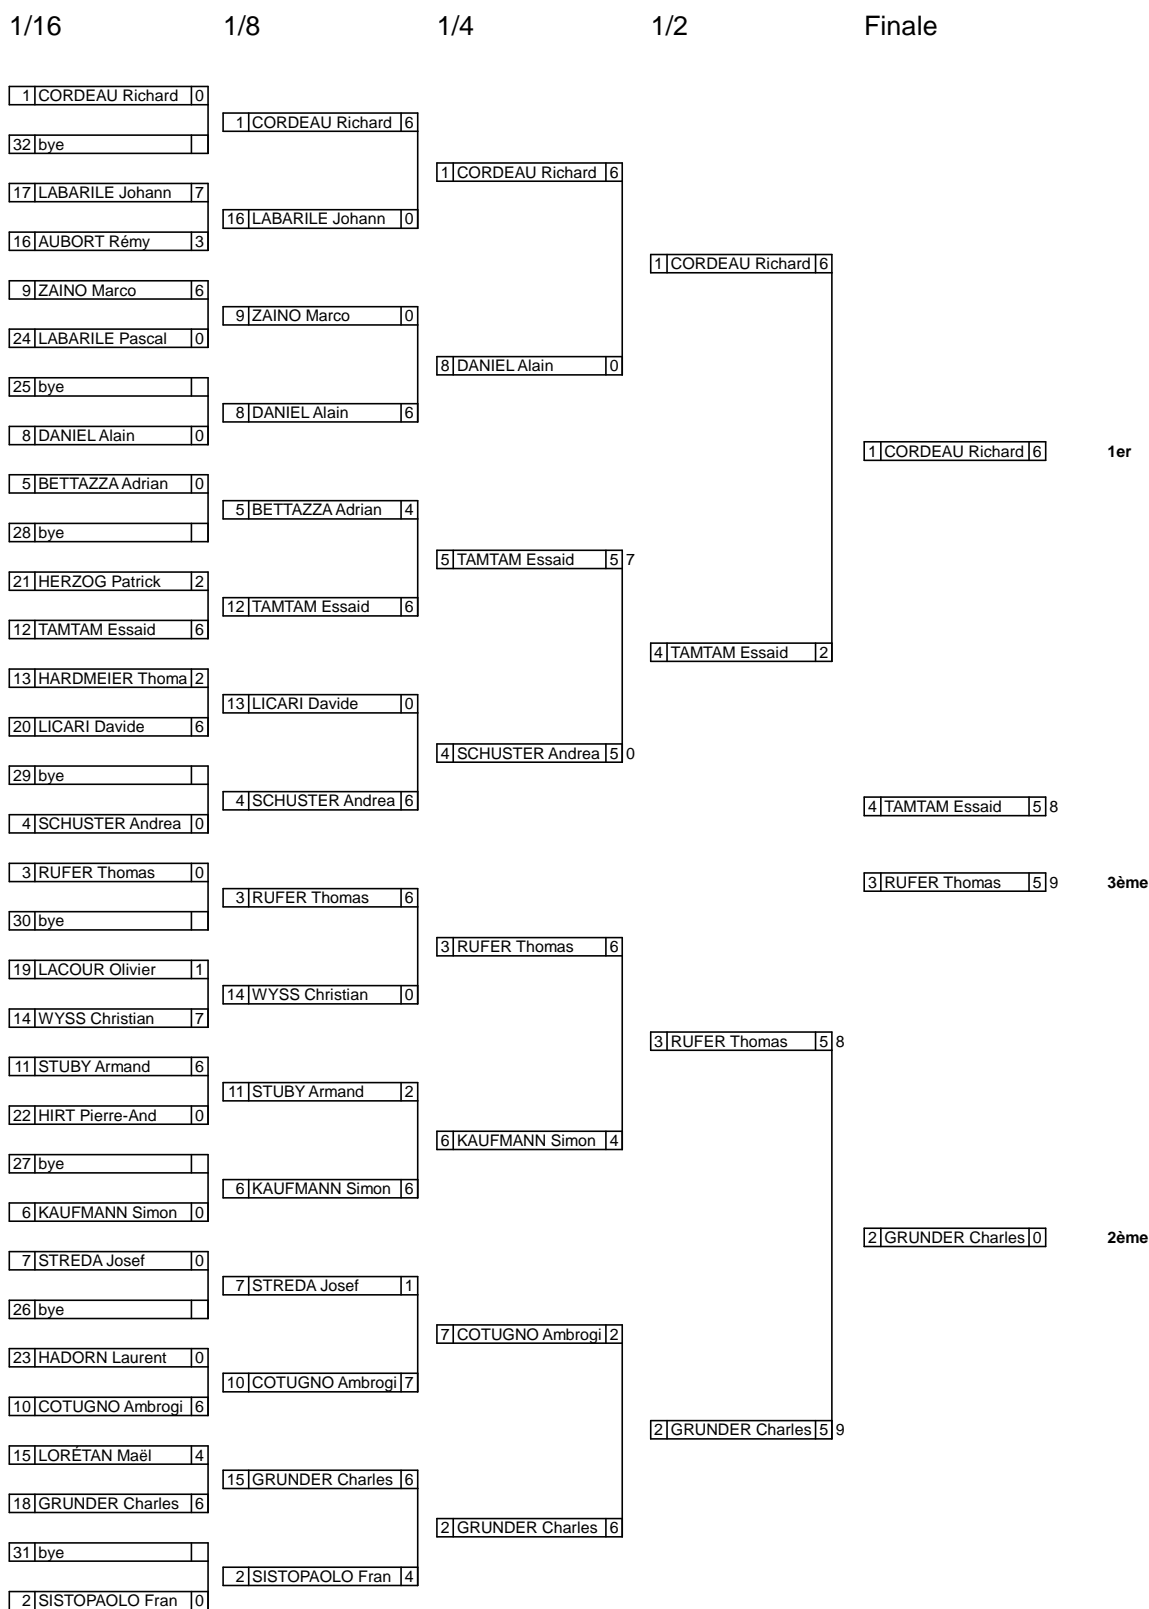 1/16 1/8 1/4 1/2 Finale
1 CORDEAU Richard 0
32 bye
17 LABARILE Johann 7
16 AUBORT Rémy 3
9 ZAINO Marco 6
24 LABARILE Pascal 0
25 bye
8 DANIEL Alain 0
5 BETTAZZA Adrian 0
28 bye
21 HERZOG Patrick 2
12 TAMTAM Essaid 6
13 HARDMEIER Thoma 2
20 LICARI Davide 6
29 bye
4 SCHUSTER Andrea 0
3 RUFER Thomas 0
30 bye
19 LACOUR Olivier 1
14 WYSS Christian 7
11 STUBY Armand 6
22 HIRT Pierre-And 0
27 bye
6 KAUFMANN Simon 0
7 STREDA Josef 0
26 bye
23 HADORN Laurent 0
10 COTUGNO Ambrogi 6
15 LORÉTAN Maël 4
18 GRUNDER Charles 6
31 bye
2 SISTOPAOLO Fran 0
1 CORDEAU Richard 6
16 LABARILE Johann 0
9 ZAINO Marco 0
8 DANIEL Alain 6
5 BETTAZZA Adrian 4
12 TAMTAM Essaid 6
13 LICARI Davide 0
4 SCHUSTER Andrea 6
3 RUFER Thomas 6
14 WYSS Christian 0
11 STUBY Armand 2
6 KAUFMANN Simon 6
7 STREDA Josef 1
10 COTUGNO Ambrogi 7
15 GRUNDER Charles 6
2 SISTOPAOLO Fran 4
1 CORDEAU Richard 6
8 DANIEL Alain 0
5 TAMTAM Essaid 5 7
4 SCHUSTER Andrea 5 0
3 RUFER Thomas 6
6 KAUFMANN Simon 4
7 COTUGNO Ambrogi 2
2 GRUNDER Charles 6
1 CORDEAU Richard 6
4 TAMTAM Essaid 2
3 RUFER Thomas 5 8
2 GRUNDER Charles 5 9
1 CORDEAU Richard 6 1er
4 TAMTAM Essaid 5 8
3 RUFER Thomas 5 9 3ème
2 GRUNDER Charles 0 2ème